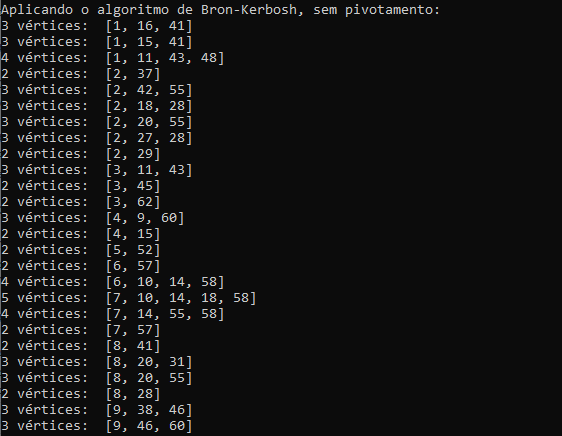 Aplicando o algoritmo de Bron-Kerbosh, sem pivotamento:
3 vértices:  [1, 16, 41]
3 vértices:  [1, 15, 41]
4 vértices:  [1, 11, 43, 48]
2 vértices:  [2, 37]
3 vértices:  [2, 42, 55]
3 vértices:  [2, 18, 28]
3 vértices:  [2, 20, 55]
3 vértices:  [2, 27, 28]
2 vértices:  [2, 29]
3 vértices:  [3, 11, 43]
2 vértices:  [3, 45]
2 vértices:  [3, 62]
3 vértices:  [4, 9, 60]
2 vértices:  [4, 15]
2 vértices:  [5, 52]
2 vértices:  [6, 57]
4 vértices:  [6, 10, 14, 58]
5 vértices:  [7, 10, 14, 18, 58]
4 vértices:  [7, 14, 55, 58]
2 vértices:  [7, 57]
2 vértices:  [8, 41]
3 vértices:  [8, 20, 31]
3 vértices:  [8, 20, 55]
2 vértices:  [8, 28]
3 vértices:  [9, 38, 46]
3 vértices:  [9, 46, 60]